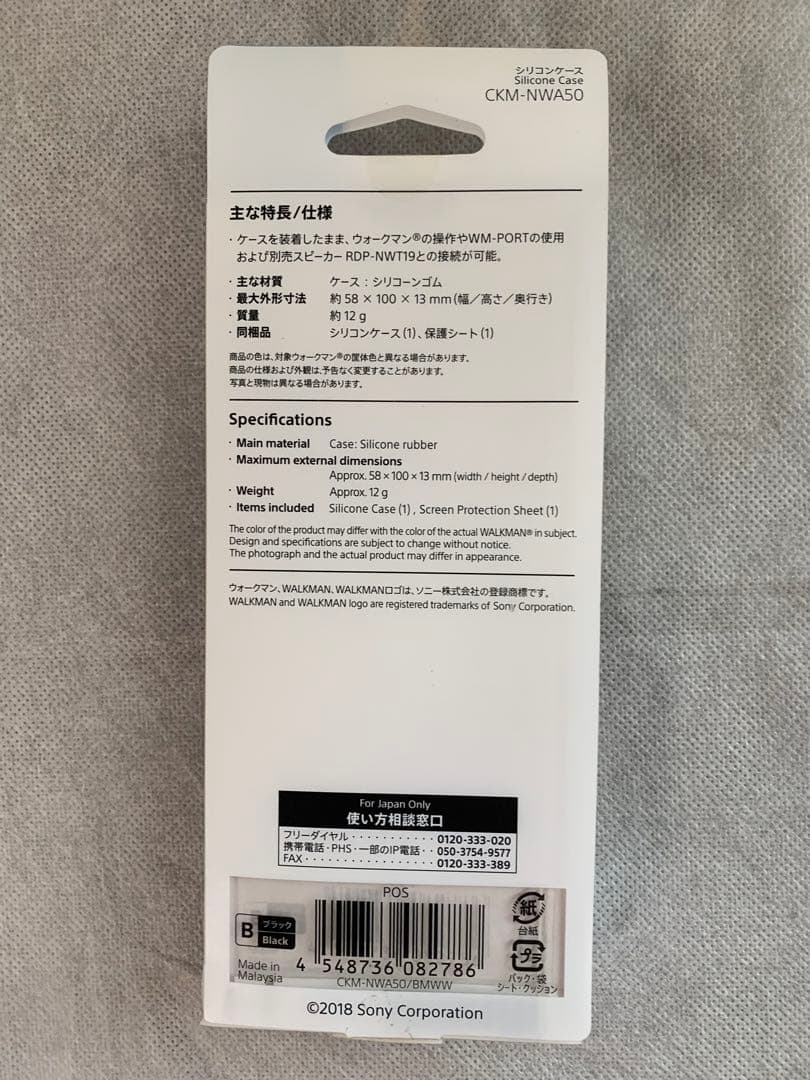 シリコンケース
Silicone Case
CKM-NWA50
主な特長/仕様
・ケースを装着したまま、ウォークマン®の操作やWM-PORTの使用
および別売スピーカー RDP-NWT19との接続が可能。
・主な材質 ケース：シリコーンゴム
・最大外形寸法 約 58 × 100 × 13 mm（幅／高さ／奥行き）
・質量 約 12 g
・同梱品 シリコンケース（1）、保護シート（1）
商品の色は、対象ウォークマン®の筐体色と異なる場合があります。
商品の仕様および外観は、予告なく変更することがあります。
写真と現物は異なる場合があります。
Specifications
・Main material Case: Silicone rubber
・Maximum external dimensions
Approx. 58 × 100 × 13 mm (width / height / depth)
・Weight Approx. 12 g
・Items included Silicone Case (1) , Screen Protection Sheet (1)
The color of the product may differ with the color of the actual WALKMAN® in subject.
Design and specifications are subject to change without notice.
The photograph and the actual product may differ in appearance.
ウォークマン、WALKMAN、WALKMANロゴは、ソニー株式会社の登録商標です。
WALKMAN and WALKMAN logo are registered trademarks of Sony Corporation.
For Japan Only
使い方相談窓口
フリーダイヤル・・・・・・・・・・・0120-333-020
携帯電話・PHS・一部のIP電話・・050-3754-9577
FAX・・・・・・・・・・・・・・・・・0120-333-389
POS
B ブラック
Black
Made in
Malaysia
4 548736 082786
CKM-NWA50/BMWW
紙
台紙
プラ
パック・袋
シート・クッション
©2018 Sony Corporation